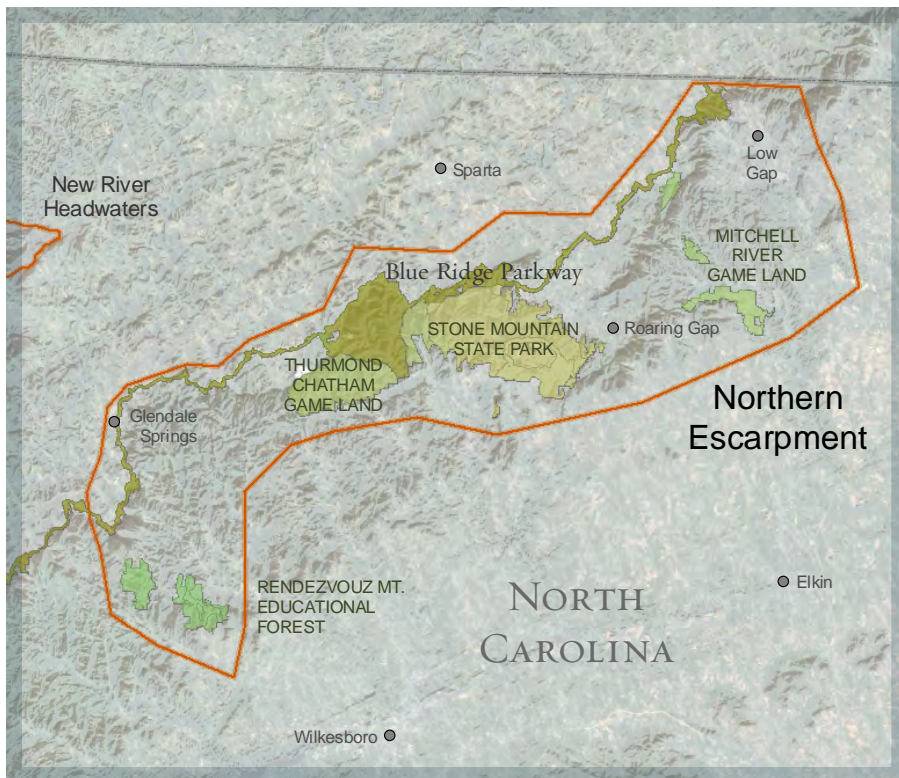 Low
Gap
Sparta
New River
Headwaters
MITCHELL
RIVER
GAME LAND
Blue Ridge Parkway
STONE MOUNTAIN
STATE PARK
Roaring Gap
THURMOND
CHATHAM
GAME LAND
Northern
Escarpment
Glendale
Springs
RENDEZVOUZ MT.
EDUCATIONAL
FOREST
NORTH
CAROLINA
Elkin
Wilkesboro